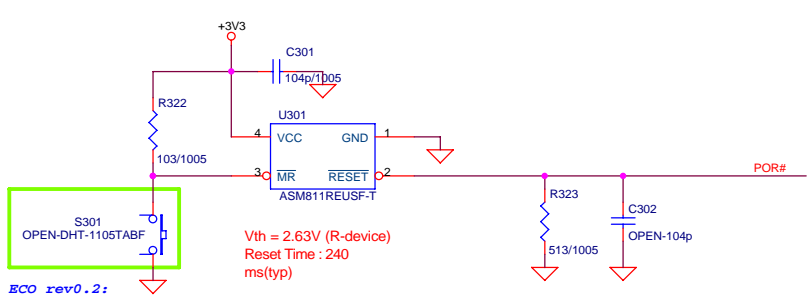 +3V3
C301
104p/1005
R322
103/1005
U301
4 VCC GND 1
3 MR RESET 2
ASM811REUSF-T
POR#
R323
513/1005
C302
OPEN-104p
S301
OPEN-DHT-1105TABF
Vth = 2.63V (R-device)
Reset Time : 240
ms(typ)
ECO rev0.2: